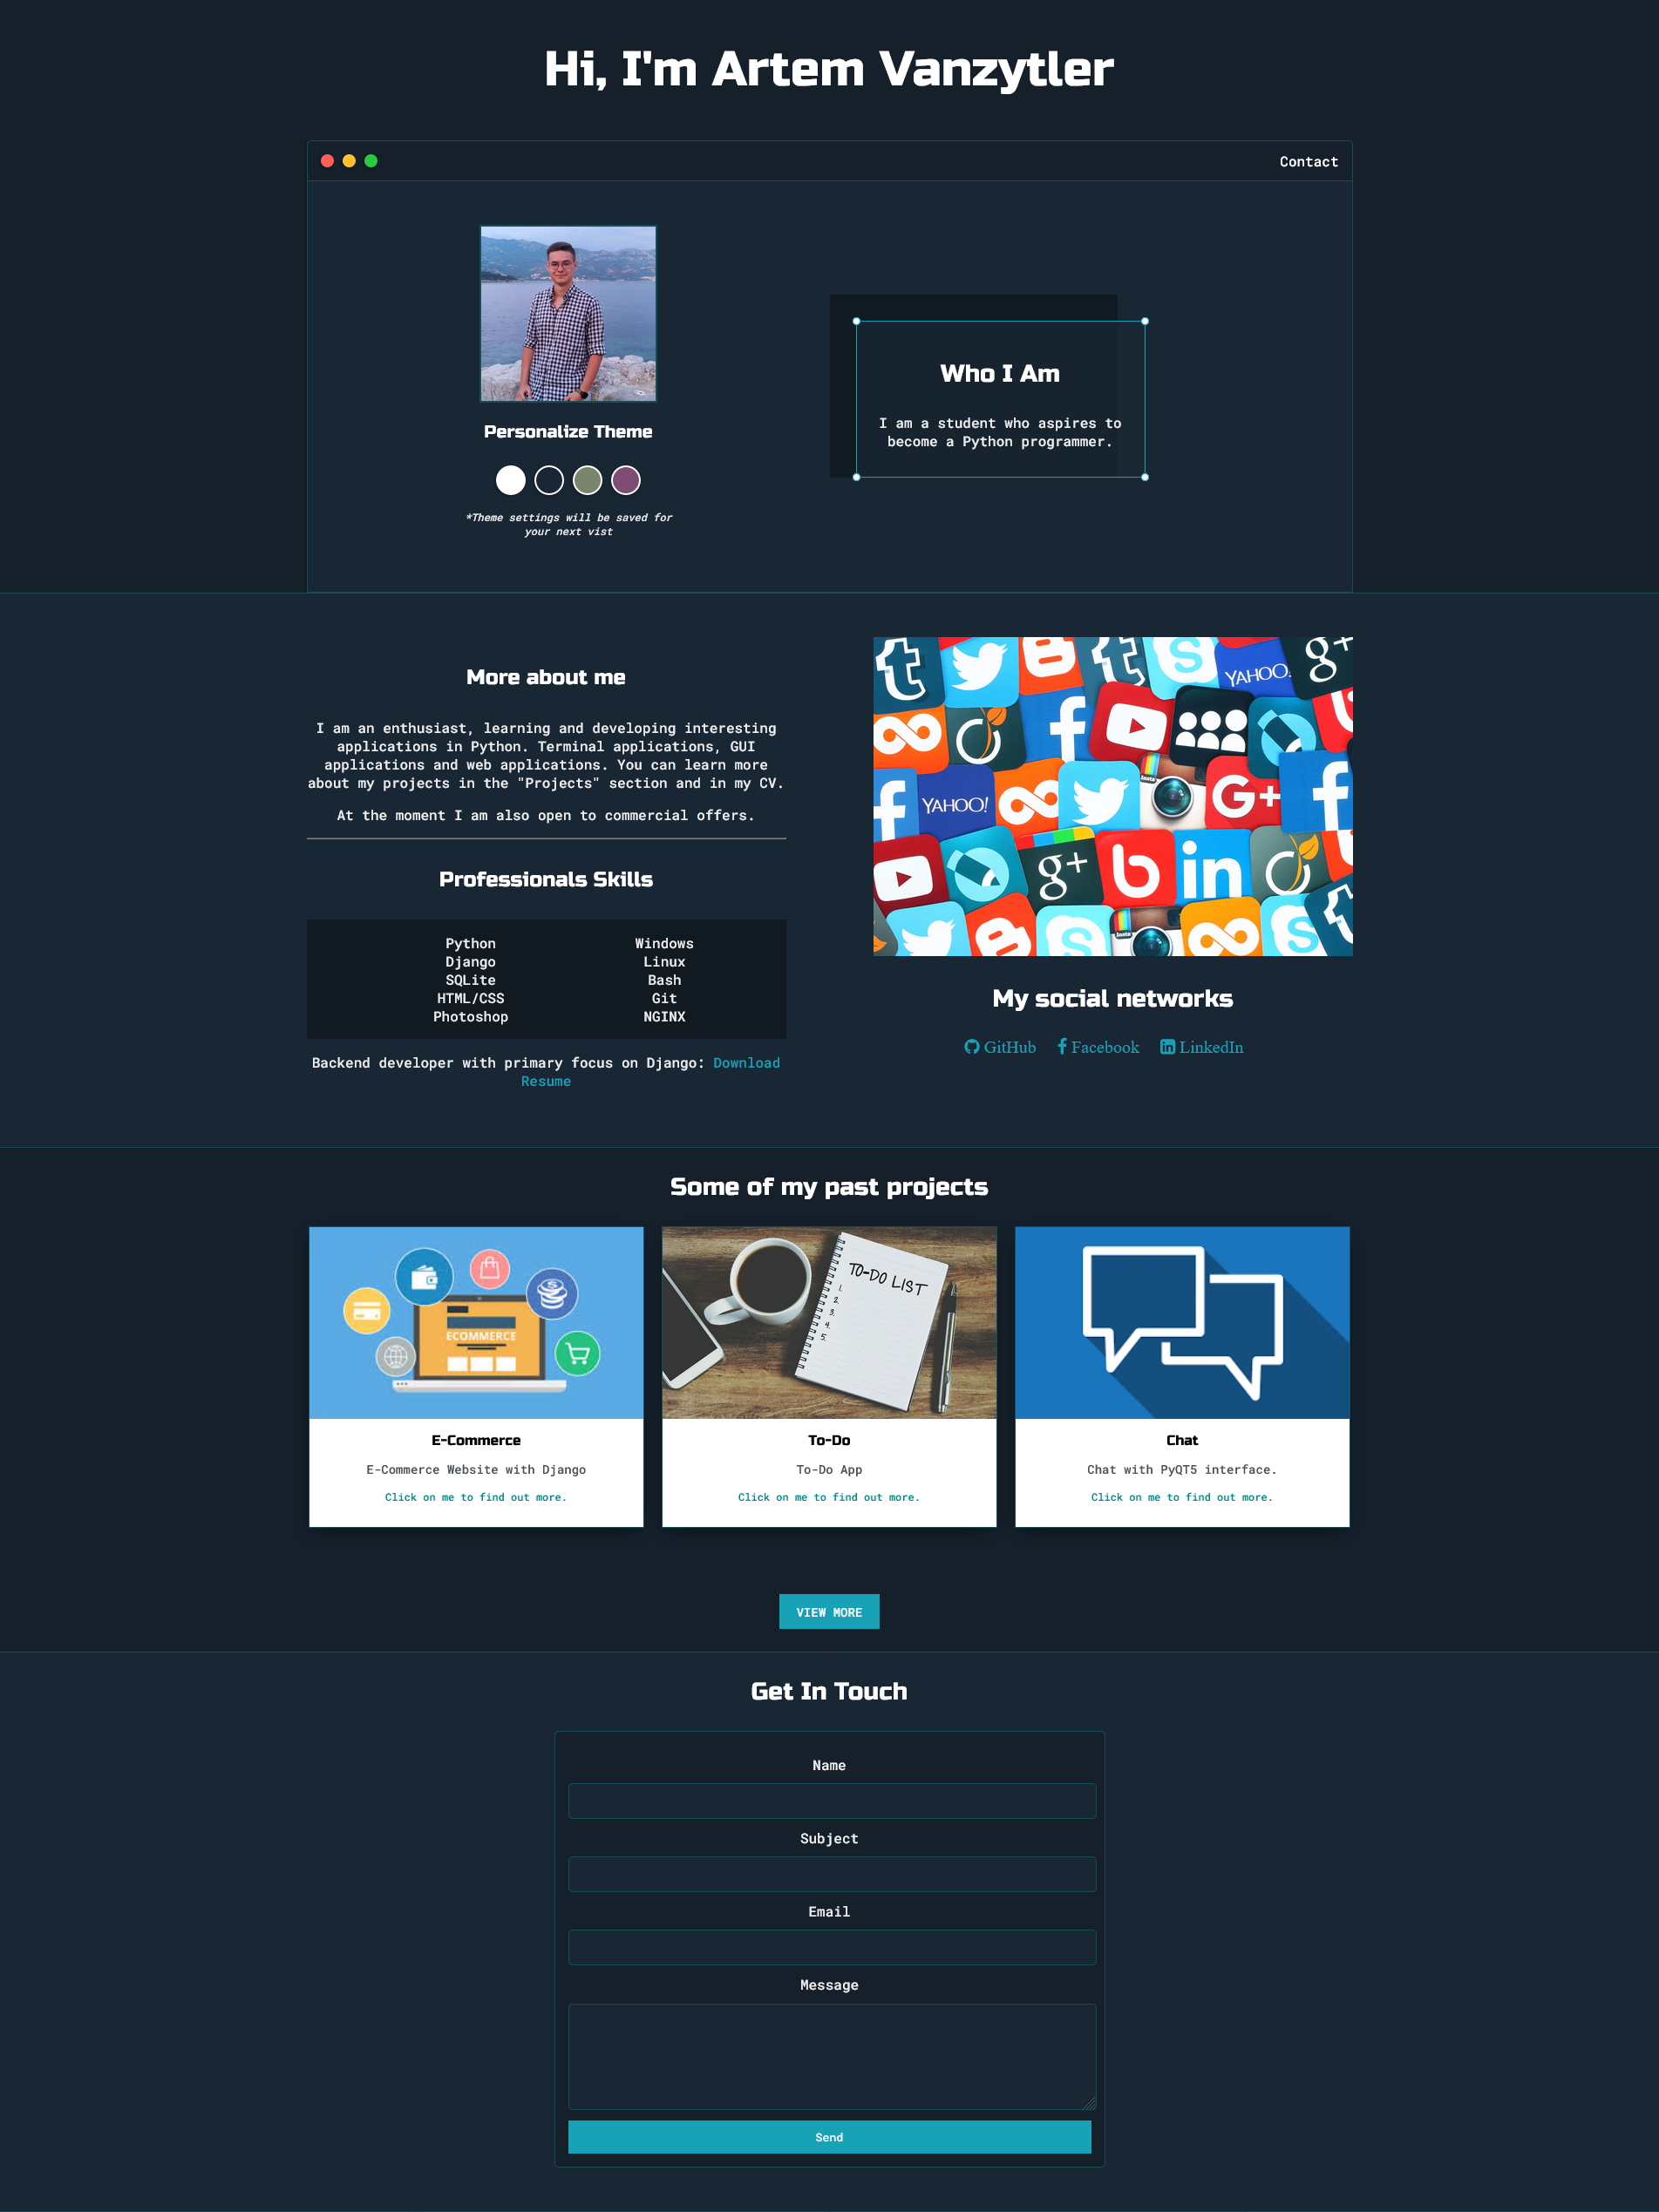 Hi, I'm Artem Vanzytler
Contact
Personalize Theme
*Theme settings will be saved for
your next vist
Who I Am
I am a student who aspires to
become a Python programmer.
More about me
I am an enthusiast, learning and developing interesting
applications in Python. Terminal applications, GUI
applications and web applications. You can learn more
about my projects in the "Projects" section and in my CV.
At the moment I am also open to commercial offers.
Professionals Skills
Python
Django
SQLite
HTML/CSS
Photoshop
Windows
Linux
Bash
Git
NGINX
Backend developer with primary focus on Django: Download
Resume
YAHOO!
g+
YAHOO!
Insta
G+
g+
in
Insta
My social networks
GitHub
Facebook
LinkedIn
Some of my past projects
ECOMMERCE
E-Commerce
E-Commerce Website with Django
Click on me to find out more.
TO-DO LIST
1.
2.
3.
4.
5.
To-Do
To-Do App
Click on me to find out more.
Chat
Chat with PyQT5 interface.
Click on me to find out more.
VIEW MORE
Get In Touch
Name
Subject
Email
Message
Send